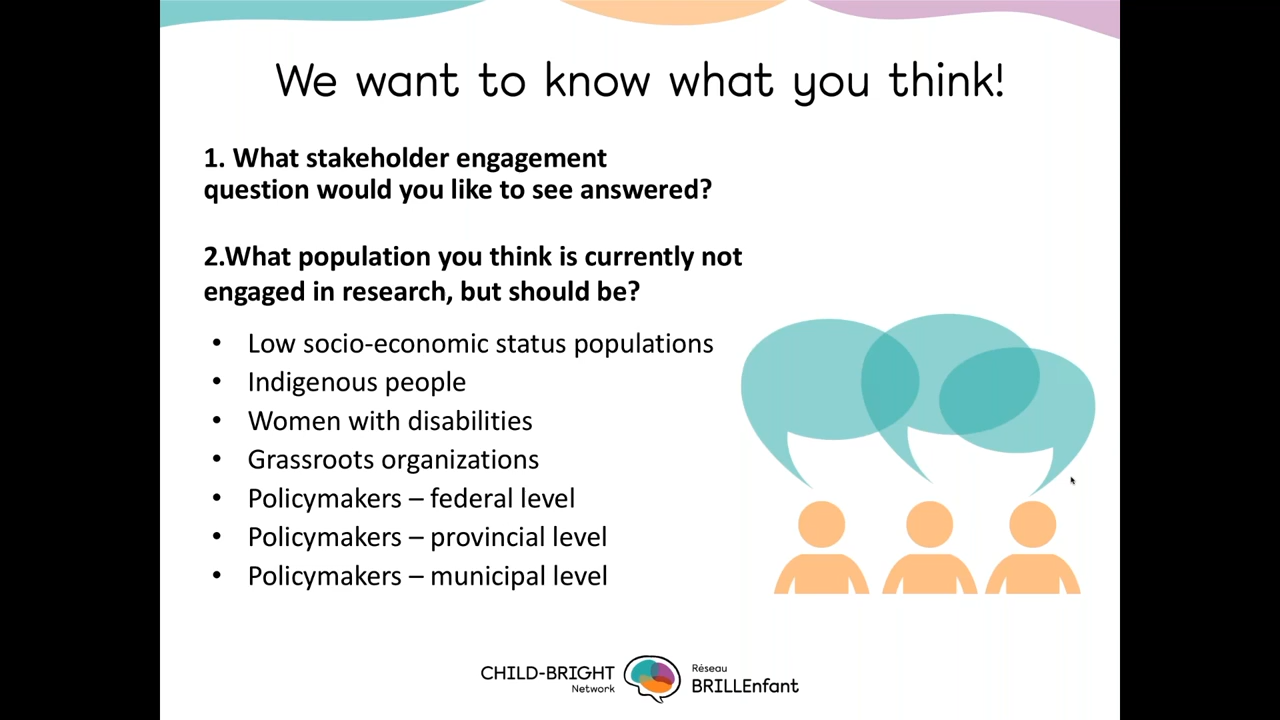 We want to know what you think!
1. What stakeholder engagement
question would you like to see answered?
2.What population you think is currently not
engaged in research, but should be?
• Low socio-economic status populations
• Indigenous people
• Women with disabilities
• Grassroots organizations
• Policymakers – federal level
• Policymakers – provincial level
• Policymakers – municipal level
CHILD-BRIGHT
Network
Réseau
BRILLEnfant